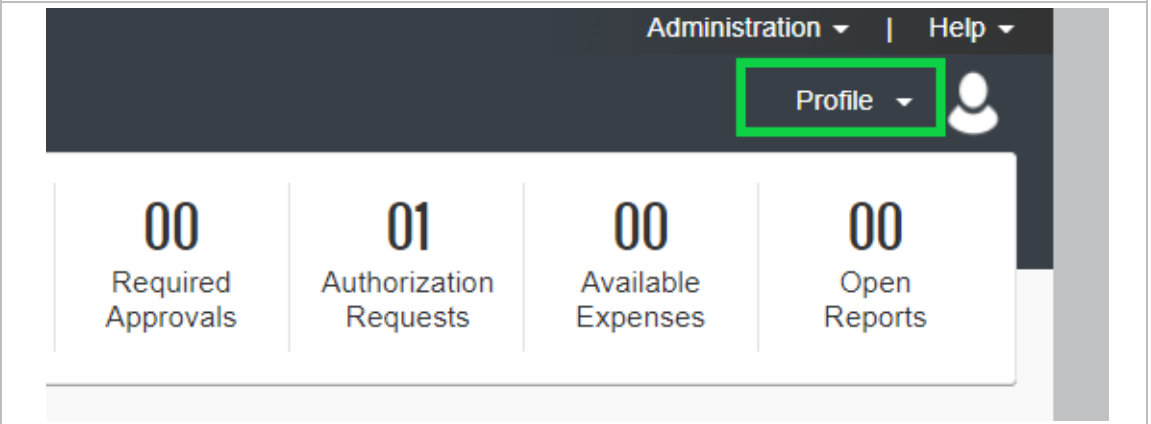 Administration | Help
Profile
00 01 00 00
Required Authorization Available Open
Approvals Requests Expenses Reports